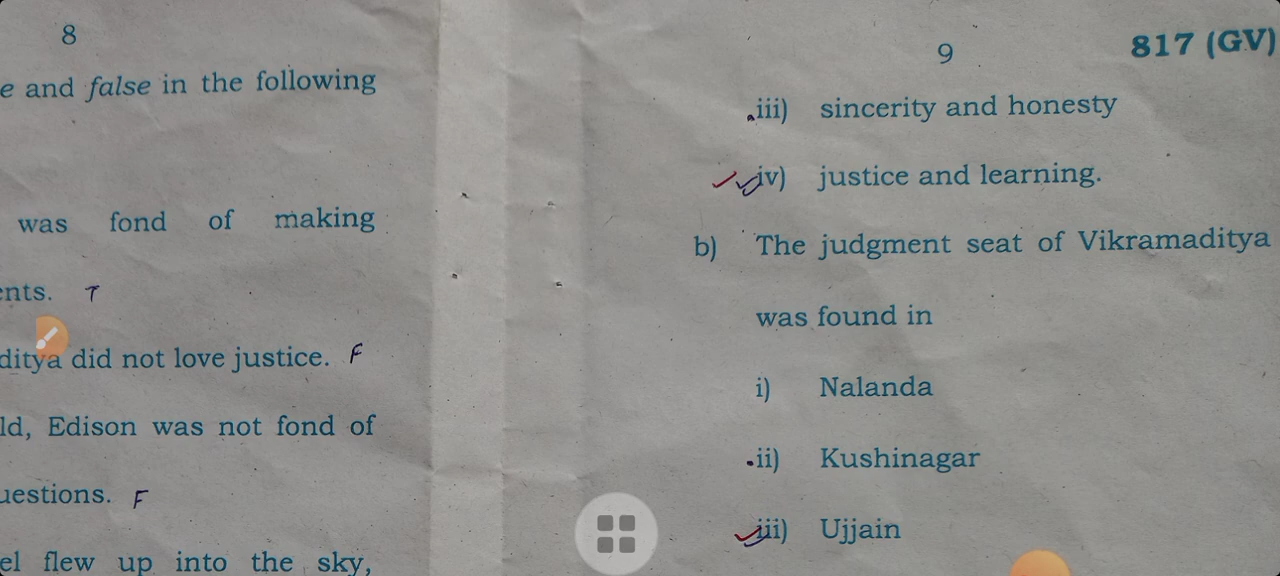 8
e and false in the following
was fond of making
ents. T
ditya did not love justice. F
ld, Edison was not fond of
uestions. F
el flew up into the sky,
9
817 (GV)
iii) sincerity and honesty
iv) justice and learning.
b) The judgment seat of Vikramaditya
was found in
i) Nalanda
ii) Kushinagar
iii) Ujjain